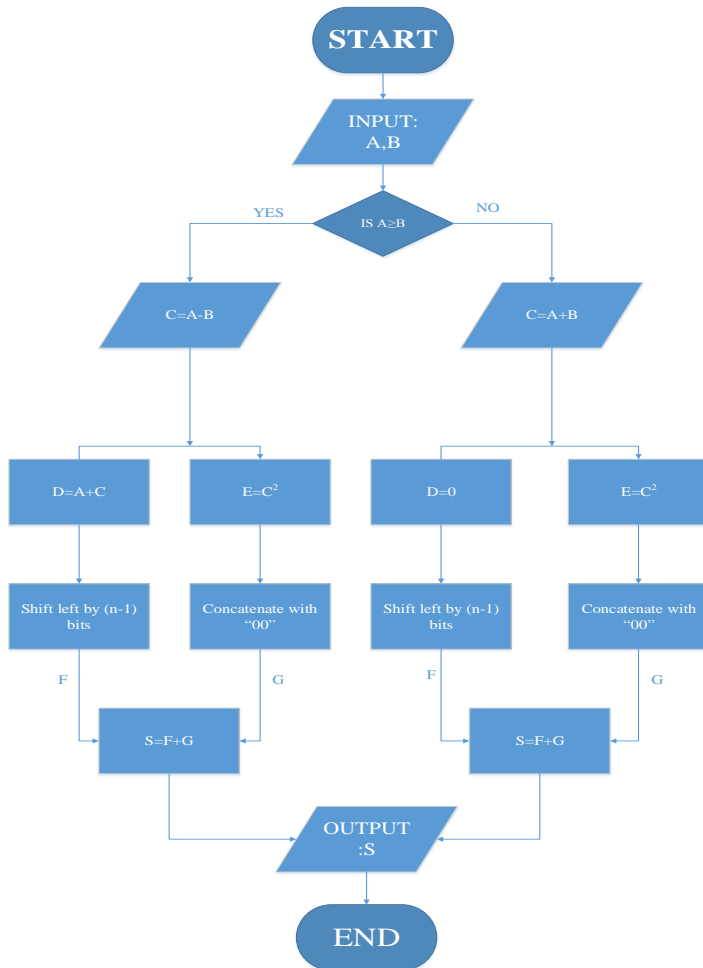 START
INPUT:
A,B
IS A≥B
YES
NO
C=A-B
C=A+B
D=A+C
E=C²
D=0
E=C²
Shift left by (n-1)
bits
Concatenate with
“00”
Shift left by (n-1)
bits
Concatenate with
“00”
F
G
F
G
S=F+G
S=F+G
OUTPUT
:S
END